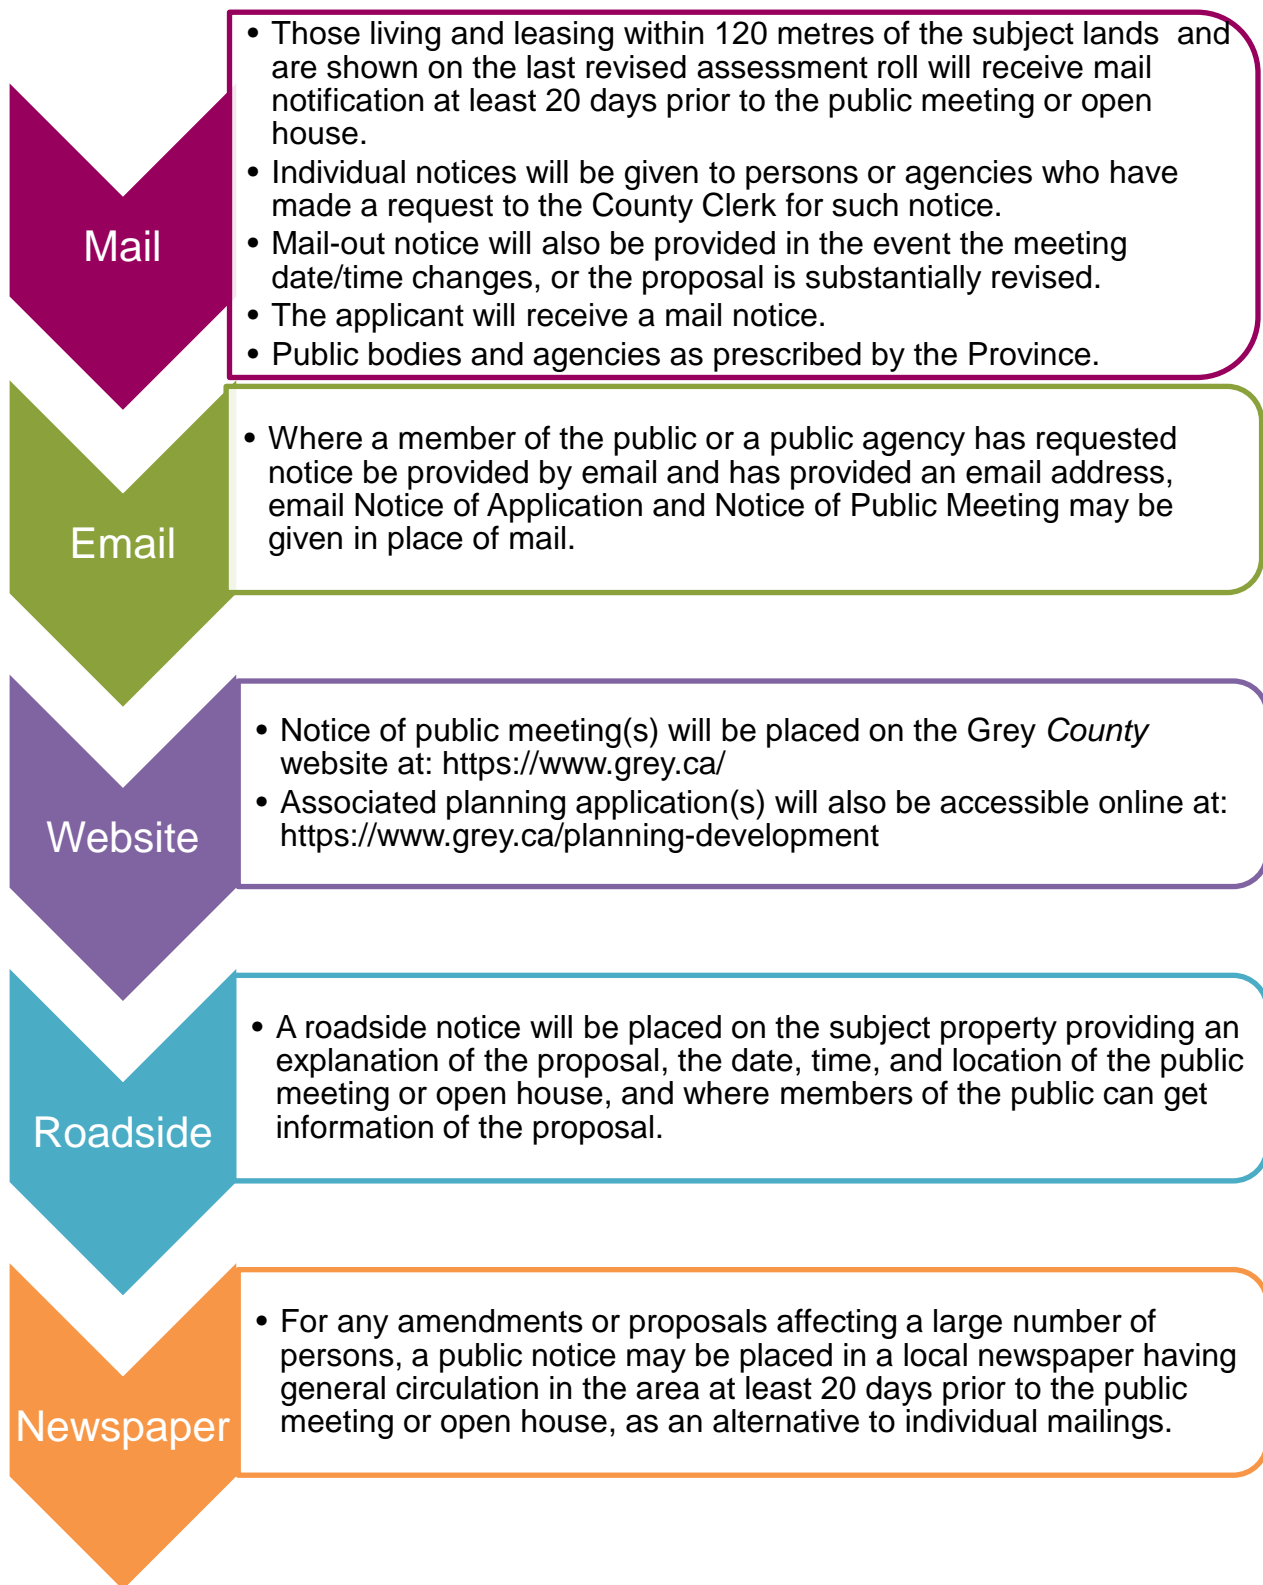 • Those living and leasing within 120 metres of the subject lands  and
are shown on the last revised assessment roll will receive mail
notification at least 20 days prior to the public meeting or open
house.
• Individual notices will be given to persons or agencies who have
made a request to the County Clerk for such notice.
Mail
• Mail-out notice will also be provided in the event the meeting
date/time changes, or the proposal is substantially revised.
• The applicant will receive a mail notice.
• Public bodies and agencies as prescribed by the Province.
Email
• Where a member of the public or a public agency has requested
notice be provided by email and has provided an email address,
email Notice of Application and Notice of Public Meeting may be
given in place of mail.
Website
• Notice of public meeting(s) will be placed on the Grey County
website at: https://www.grey.ca/
• Associated planning application(s) will also be accessible online at:
https://www.grey.ca/planning-development
Roadside
• A roadside notice will be placed on the subject property providing an
explanation of the proposal, the date, time, and location of the public
meeting or open house, and where members of the public can get
information of the proposal.
Newspaper
• For any amendments or proposals affecting a large number of
persons, a public notice may be placed in a local newspaper having
general circulation in the area at least 20 days prior to the public
meeting or open house, as an alternative to individual mailings.